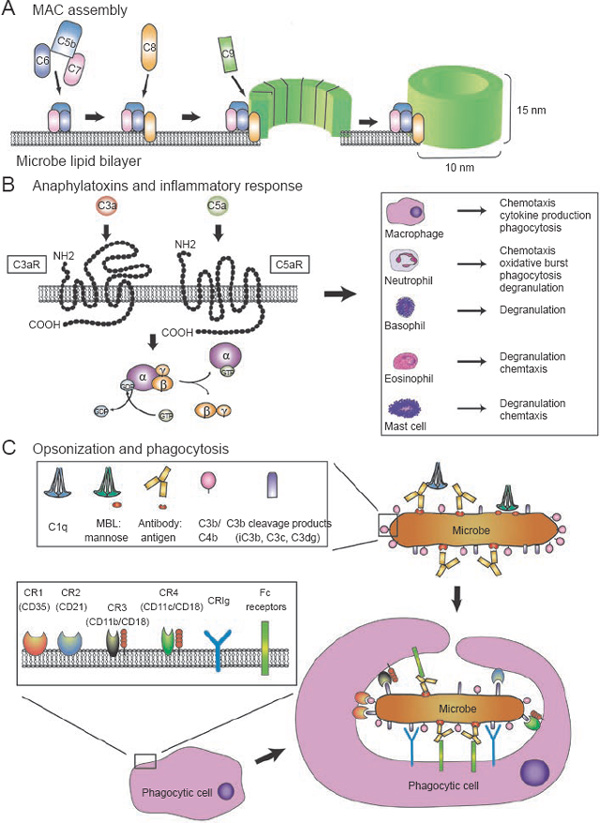 A
MAC assembly
C5b
C6
C7
C8
C9
15 nm
10 nm
Microbe lipid bilayer
B
Anaphylatoxins and inflammatory response
C3a
C5a
NH2
NH2
C3aR
C5aR
COOH
COOH
α
γ
β
GDP
GDP
GTP
α
GTP
β
γ
Macrophage
Chemotaxis
cytokine production
phagocytosis
Neutrophil
Chemotaxis
oxidative burst
phagocytosis
degranulation
Basophil
Degranulation
Eosinophil
Degranulation
chemtaxis
Mast cell
Degranulation
chemtaxis
C
Opsonization and phagocytosis
C1q
MBL:
mannose
Antibody:
antigen
C3b/
C4b
C3b cleavage products
(iC3b, C3c, C3dg)
Microbe
CR1
(CD35)
CR2
(CD21)
CR3
(CD11b/CD18)
CR4
(CD11c/CD18)
CRIg
Fc
receptors
Microbe
Phagocytic cell
Phagocytic cell